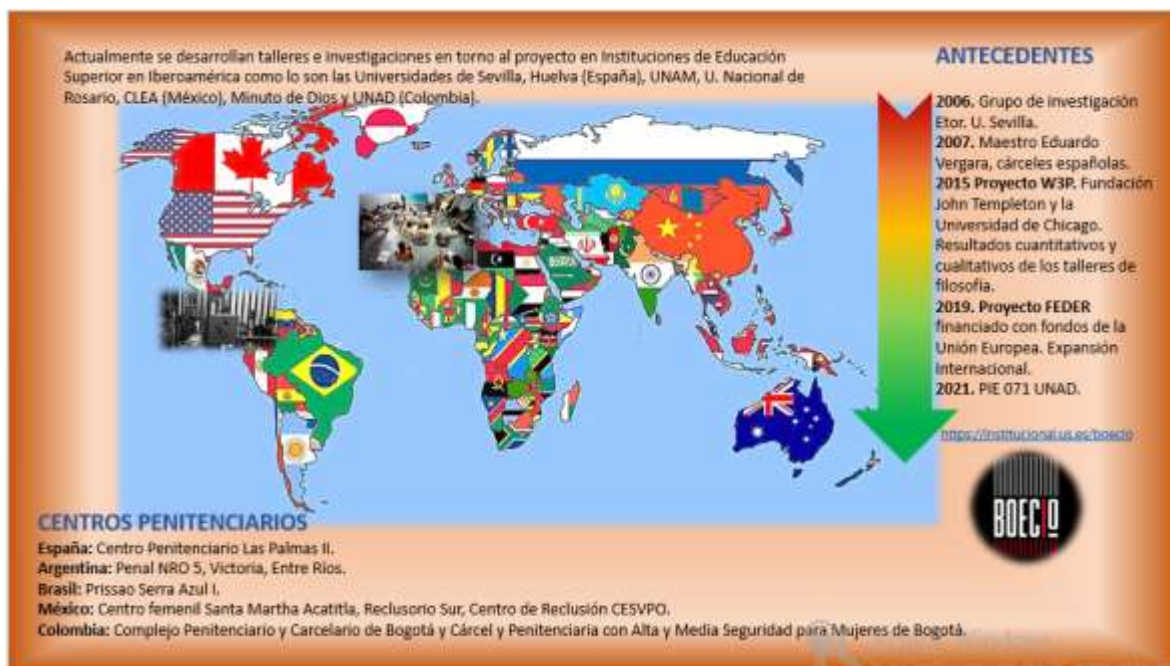 Actualmente se desarrollan talleres e investigaciones en torno al proyecto en Instituciones de Educación
Superior en Iberoamérica como lo son las Universidades de Sevilla, Huelva (España), UNAM, U. Nacional de
Rosario, CLEA (México), Minuto de Dios y UNAD (Colombia).
ANTECEDENTES
2006. Grupo de investigación
Etor. U. Sevilla.
2007. Maestro Eduardo
Vergara, cárceles españolas.
2015 Proyecto W3P. Fundación
John Templeton y la
Universidad de Chicago.
Resultados cuantitativos y
cualitativos de los talleres de
filosofía.
2019. Proyecto FEDER
financiado con fondos de la
Unión Europea. Expansión
internacional.
2021. PIE 071 UNAD.
https://institucional.us.es/boecio
BOECIO
CENTROS PENITENCIARIOS
España: Centro Penitenciario Las Palmas II.
Argentina: Penal NRO 5, Victoria, Entre Ríos.
Brasil: Prissao Serra Azul I.
México: Centro femenil Santa Martha Acatitla, Reclusorio Sur, Centro de Reclusión CESVPO.
Colombia: Complejo Penitenciario y Carcelario de Bogotá y Cárcel y Penitenciaria con Alta y Media Seguridad para Mujeres de Bogotá.